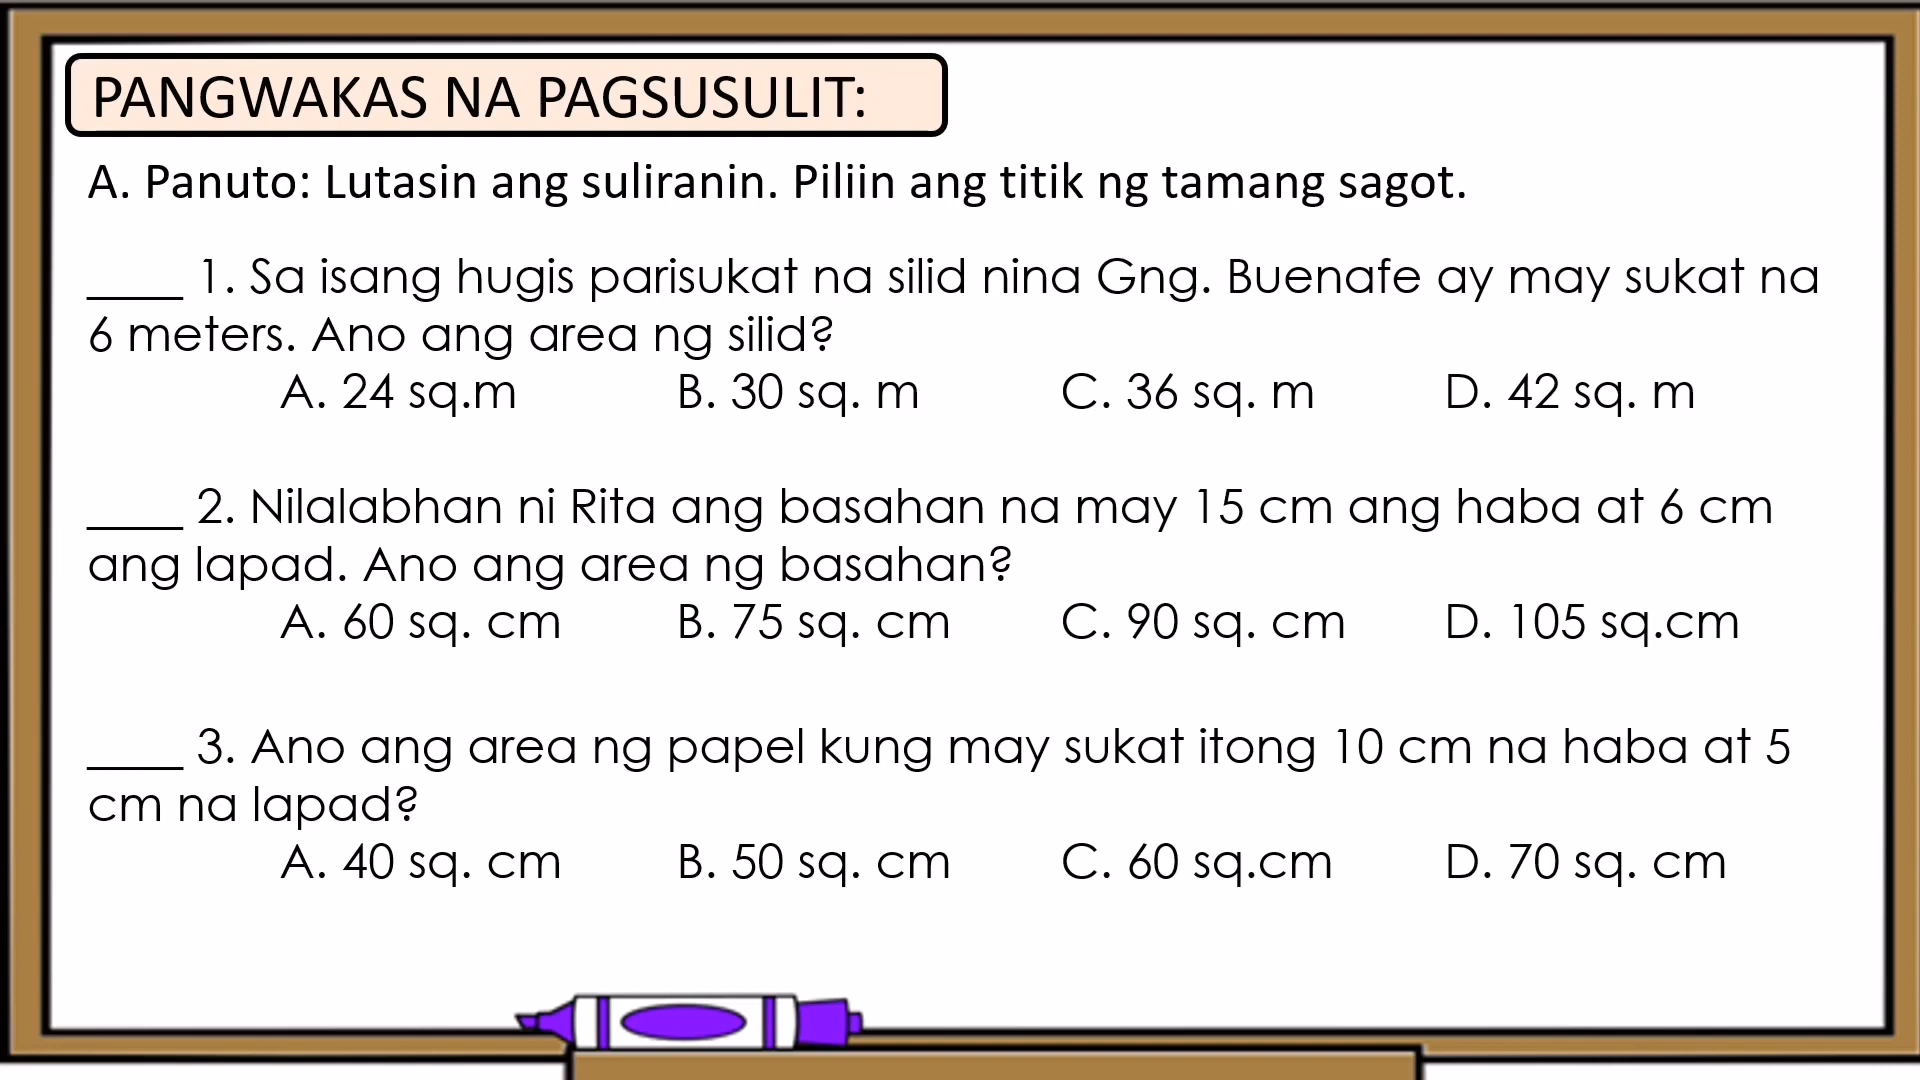 PANGWAKAS NA PAGSUSULIT:
A. Panuto: Lutasin ang suliranin. Piliin ang titik ng tamang sagot.
____ 1. Sa isang hugis parisukat na silid nina Gng. Buenafe ay may sukat na
6 meters. Ano ang area ng silid?
A. 24 sq.m B. 30 sq. m C. 36 sq. m D. 42 sq. m
____ 2. Nilalabhan ni Rita ang basahan na may 15 cm ang haba at 6 cm
ang lapad. Ano ang area ng basahan?
A. 60 sq. cm B. 75 sq. cm C. 90 sq. cm D. 105 sq.cm
____ 3. Ano ang area ng papel kung may sukat itong 10 cm na haba at 5
cm na lapad?
A. 40 sq. cm B. 50 sq. cm C. 60 sq.cm D. 70 sq. cm